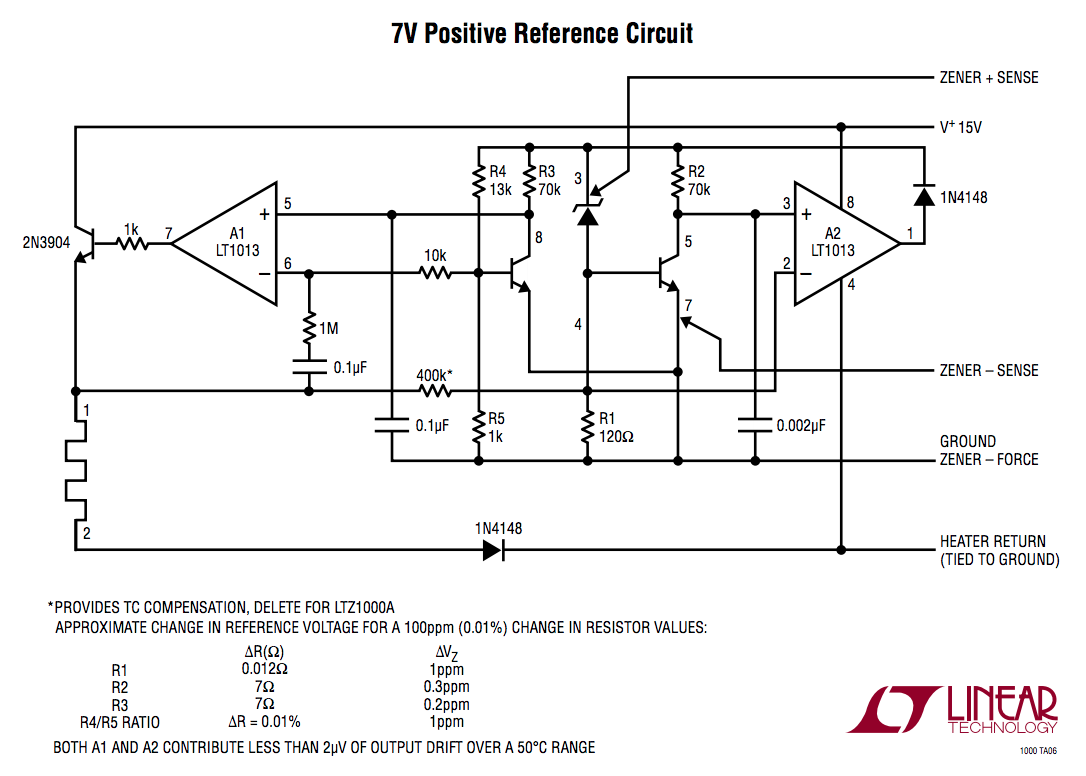 7V Positive Reference Circuit
ZENER + SENSE
V+ 15V
R4
13k
R3
70k
3
R2
70k
1N4148
2N3904
1k
7
A1
LT1013
5
+
6
–
8
10k
5
3
+
8
A2
LT1013
1
2
–
4
1M
0.1µF
4
7
400k*
ZENER – SENSE
1
0.1µF
R5
1k
R1
120Ω
0.002µF
GROUND
ZENER – FORCE
2
1N4148
HEATER RETURN
(TIED TO GROUND)
*PROVIDES TC COMPENSATION, DELETE FOR LTZ1000A
APPROXIMATE CHANGE IN REFERENCE VOLTAGE FOR A 100ppm (0.01%) CHANGE IN RESISTOR VALUES:
∆R(Ω) ∆VZ
R1 0.012Ω 1ppm
R2 7Ω 0.3ppm
R3 7Ω 0.2ppm
R4/R5 RATIO ∆R = 0.01% 1ppm
BOTH A1 AND A2 CONTRIBUTE LESS THAN 2µV OF OUTPUT DRIFT OVER A 50°C RANGE
LINEAR
TECHNOLOGY
1000 TA06